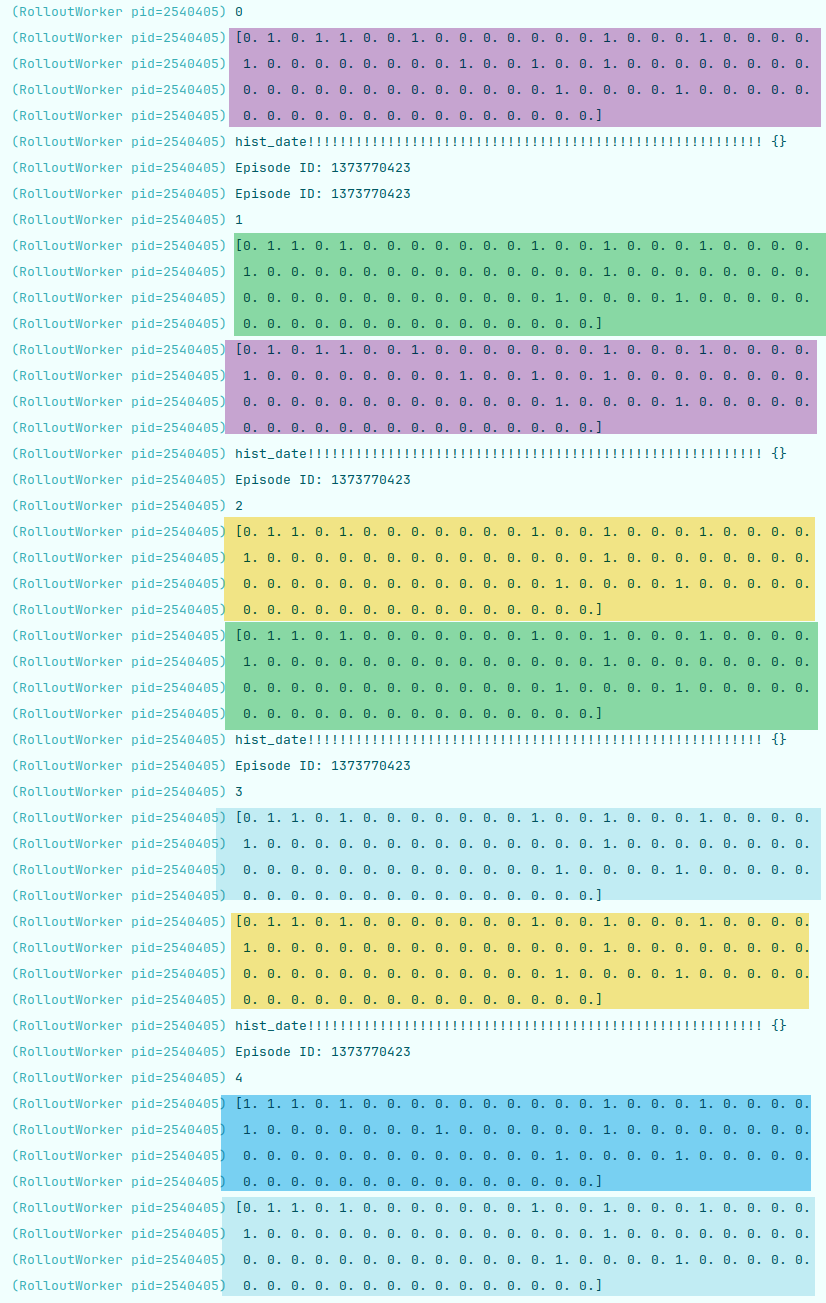 (RolloutWorker pid=2540405) 0
(RolloutWorker pid=2540405) [0. 1. 0. 1. 1. 0. 0. 1. 0. 0. 0. 0. 0. 0. 0. 1. 0. 0. 0. 1. 0. 0. 0. 0.
(RolloutWorker pid=2540405)  1. 0. 0. 0. 0. 0. 0. 0. 0. 1. 0. 0. 1. 0. 0. 1. 0. 0. 0. 0. 0. 0. 0. 0.
(RolloutWorker pid=2540405)  0. 0. 0. 0. 0. 0. 0. 0. 0. 0. 0. 0. 0. 1. 0. 0. 0. 0. 1. 0. 0. 0. 0. 0.
(RolloutWorker pid=2540405)  0. 0. 0. 0. 0. 0. 0. 0. 0. 0. 0. 0. 0. 0. 0.]
(RolloutWorker pid=2540405) hist_date!!!!!!!!!!!!!!!!!!!!!!!!!!!!!!!!!!!!!!!!!!!!!!!!!!!!!!!!! {}
(RolloutWorker pid=2540405) Episode ID: 1373770423
(RolloutWorker pid=2540405) Episode ID: 1373770423
(RolloutWorker pid=2540405) 1
(RolloutWorker pid=2540405) [0. 1. 1. 0. 1. 0. 0. 0. 0. 0. 0. 0. 1. 0. 0. 1. 0. 0. 0. 1. 0. 0. 0. 0.
(RolloutWorker pid=2540405)  1. 0. 0. 0. 0. 0. 0. 0. 0. 0. 0. 0. 0. 0. 0. 1. 0. 0. 0. 0. 0. 0. 0. 0.
(RolloutWorker pid=2540405)  0. 0. 0. 0. 0. 0. 0. 0. 0. 0. 0. 0. 0. 1. 0. 0. 0. 0. 1. 0. 0. 0. 0. 0.
(RolloutWorker pid=2540405)  0. 0. 0. 0. 0. 0. 0. 0. 0. 0. 0. 0. 0. 0. 0.]
(RolloutWorker pid=2540405) [0. 1. 0. 1. 1. 0. 0. 1. 0. 0. 0. 0. 0. 0. 0. 1. 0. 0. 0. 1. 0. 0. 0. 0.
(RolloutWorker pid=2540405)  1. 0. 0. 0. 0. 0. 0. 0. 0. 1. 0. 0. 1. 0. 0. 1. 0. 0. 0. 0. 0. 0. 0. 0.
(RolloutWorker pid=2540405)  0. 0. 0. 0. 0. 0. 0. 0. 0. 0. 0. 0. 0. 1. 0. 0. 0. 0. 1. 0. 0. 0. 0. 0.
(RolloutWorker pid=2540405)  0. 0. 0. 0. 0. 0. 0. 0. 0. 0. 0. 0. 0. 0. 0.]
(RolloutWorker pid=2540405) hist_date!!!!!!!!!!!!!!!!!!!!!!!!!!!!!!!!!!!!!!!!!!!!!!!!!!!!!!!!! {}
(RolloutWorker pid=2540405) Episode ID: 1373770423
(RolloutWorker pid=2540405) 2
(RolloutWorker pid=2540405) [0. 1. 1. 0. 1. 0. 0. 0. 0. 0. 0. 0. 1. 0. 0. 1. 0. 0. 0. 1. 0. 0. 0. 0.
(RolloutWorker pid=2540405)  1. 0. 0. 0. 0. 0. 0. 0. 0. 0. 0. 0. 0. 0. 0. 1. 0. 0. 0. 0. 0. 0. 0. 0.
(RolloutWorker pid=2540405)  0. 0. 0. 0. 0. 0. 0. 0. 0. 0. 0. 0. 0. 1. 0. 0. 0. 0. 1. 0. 0. 0. 0. 0.
(RolloutWorker pid=2540405)  0. 0. 0. 0. 0. 0. 0. 0. 0. 0. 0. 0. 0. 0. 0.]
(RolloutWorker pid=2540405) [0. 1. 1. 0. 1. 0. 0. 0. 0. 0. 0. 0. 1. 0. 0. 1. 0. 0. 0. 1. 0. 0. 0. 0.
(RolloutWorker pid=2540405)  1. 0. 0. 0. 0. 0. 0. 0. 0. 0. 0. 0. 0. 0. 0. 1. 0. 0. 0. 0. 0. 0. 0. 0.
(RolloutWorker pid=2540405)  0. 0. 0. 0. 0. 0. 0. 0. 0. 0. 0. 0. 0. 1. 0. 0. 0. 0. 1. 0. 0. 0. 0. 0.
(RolloutWorker pid=2540405)  0. 0. 0. 0. 0. 0. 0. 0. 0. 0. 0. 0. 0. 0. 0.]
(RolloutWorker pid=2540405) hist_date!!!!!!!!!!!!!!!!!!!!!!!!!!!!!!!!!!!!!!!!!!!!!!!!!!!!!!!!! {}
(RolloutWorker pid=2540405) Episode ID: 1373770423
(RolloutWorker pid=2540405) 3
(RolloutWorker pid=2540405) [0. 1. 1. 0. 1. 0. 0. 0. 0. 0. 0. 0. 1. 0. 0. 1. 0. 0. 0. 1. 0. 0. 0. 0.
(RolloutWorker pid=2540405)  1. 0. 0. 0. 0. 0. 0. 0. 0. 0. 0. 0. 0. 0. 0. 1. 0. 0. 0. 0. 0. 0. 0. 0.
(RolloutWorker pid=2540405)  0. 0. 0. 0. 0. 0. 0. 0. 0. 0. 0. 0. 0. 1. 0. 0. 0. 0. 1. 0. 0. 0. 0. 0.
(RolloutWorker pid=2540405)  0. 0. 0. 0. 0. 0. 0. 0. 0. 0. 0. 0. 0. 0. 0.]
(RolloutWorker pid=2540405) [0. 1. 1. 0. 1. 0. 0. 0. 0. 0. 0. 0. 1. 0. 0. 1. 0. 0. 0. 1. 0. 0. 0. 0.
(RolloutWorker pid=2540405)  1. 0. 0. 0. 0. 0. 0. 0. 0. 0. 0. 0. 0. 0. 0. 1. 0. 0. 0. 0. 0. 0. 0. 0.
(RolloutWorker pid=2540405)  0. 0. 0. 0. 0. 0. 0. 0. 0. 0. 0. 0. 0. 1. 0. 0. 0. 0. 1. 0. 0. 0. 0. 0.
(RolloutWorker pid=2540405)  0. 0. 0. 0. 0. 0. 0. 0. 0. 0. 0. 0. 0. 0. 0.]
(RolloutWorker pid=2540405) hist_date!!!!!!!!!!!!!!!!!!!!!!!!!!!!!!!!!!!!!!!!!!!!!!!!!!!!!!!!! {}
(RolloutWorker pid=2540405) Episode ID: 1373770423
(RolloutWorker pid=2540405) 4
(RolloutWorker pid=2540405) [1. 1. 1. 0. 1. 0. 0. 0. 0. 0. 0. 0. 0. 0. 0. 1. 0. 0. 0. 1. 0. 0. 0. 0.
(RolloutWorker pid=2540405)  1. 0. 0. 0. 0. 0. 0. 0. 1. 0. 0. 0. 0. 0. 0. 1. 0. 0. 0. 0. 0. 0. 0. 0.
(RolloutWorker pid=2540405)  0. 0. 0. 0. 0. 0. 0. 0. 0. 0. 0. 0. 0. 1. 0. 0. 0. 0. 1. 0. 0. 0. 0. 0.
(RolloutWorker pid=2540405)  0. 0. 0. 0. 0. 0. 0. 0. 0. 0. 0. 0. 0. 0. 0.]
(RolloutWorker pid=2540405) [0. 1. 1. 0. 1. 0. 0. 0. 0. 0. 0. 0. 1. 0. 0. 1. 0. 0. 0. 1. 0. 0. 0. 0.
(RolloutWorker pid=2540405)  1. 0. 0. 0. 0. 0. 0. 0. 0. 0. 0. 0. 0. 0. 0. 1. 0. 0. 0. 0. 0. 0. 0. 0.
(RolloutWorker pid=2540405)  0. 0. 0. 0. 0. 0. 0. 0. 0. 0. 0. 0. 0. 1. 0. 0. 0. 0. 1. 0. 0. 0. 0. 0.
(RolloutWorker pid=2540405)  0. 0. 0. 0. 0. 0. 0. 0. 0. 0. 0. 0. 0. 0. 0.]